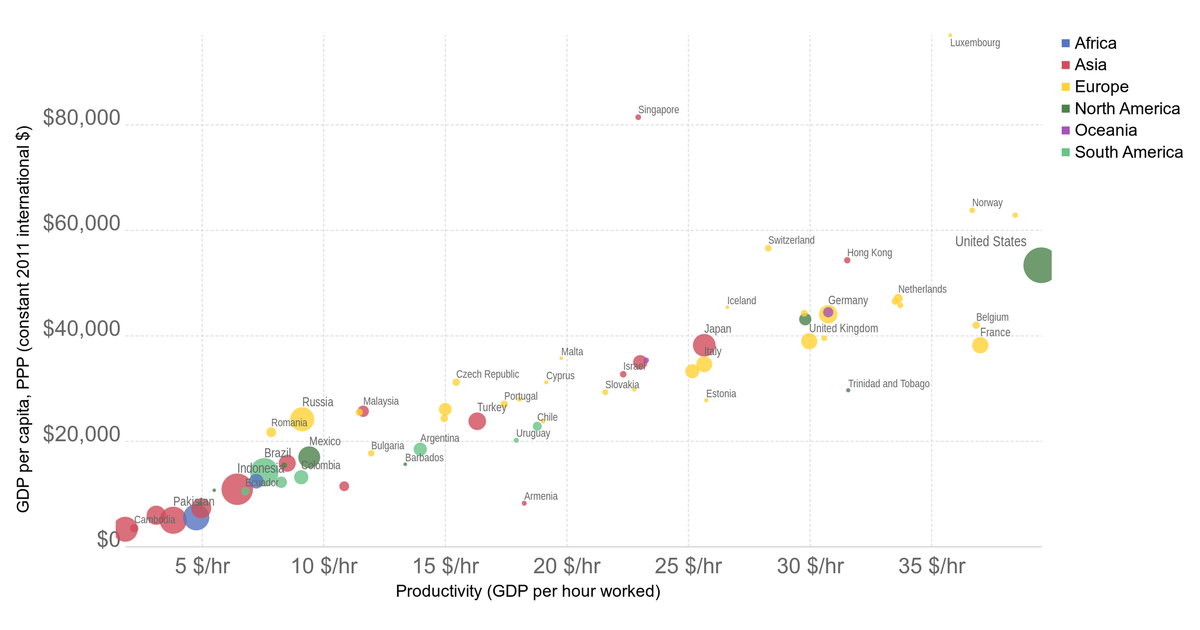 Africa
Asia
Europe
North America
Oceania
South America
GDP per capita, PPP (constant 2011 international $)
$80,000
$60,000
$40,000
$20,000
$0
Luxembourg
Singapore
Norway
United States
Switzerland
Hong Kong
Netherlands
Iceland
Germany
Belgium
United Kingdom
France
Japan
Italy
Malta
Israel
Czech Republic
Cyprus
Slovakia
Trinidad and Tobago
Estonia
Portugal
Russia
Malaysia
Turkey
Chile
Romania
Uruguay
Mexico
Bulgaria
Argentina
Barbados
Brazil
Colombia
Indonesia
Ecuador
Armenia
Pakistan
Cambodia
5 $/hr
10 $/hr
15 $/hr
20 $/hr
25 $/hr
30 $/hr
35 $/hr
Productivity (GDP per hour worked)